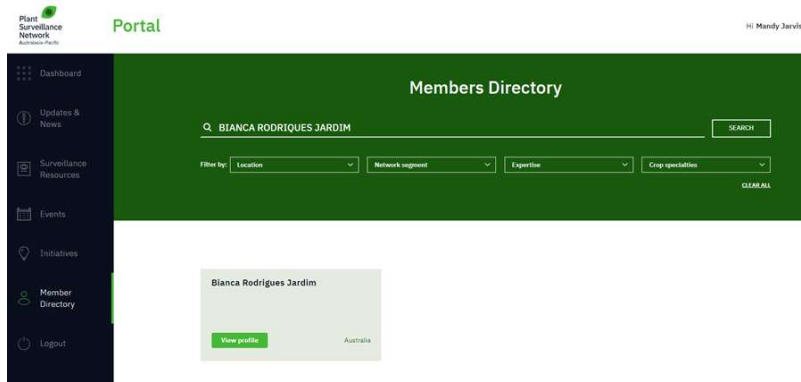 Plant
Surveillance
Network
Australasia-Pacific
Portal
Hi Mandy Jarvis
Dashboard
Updates &
News
Surveillance
Resources
Events
Initiatives
Member
Directory
Logout
Members Directory
BIANCA RODRIQUES JARDIM
SEARCH
Filter by: Location Network segment Expertise Crop specialties
CLEAR ALL
Bianca Rodrigues Jardim
View profile Australia